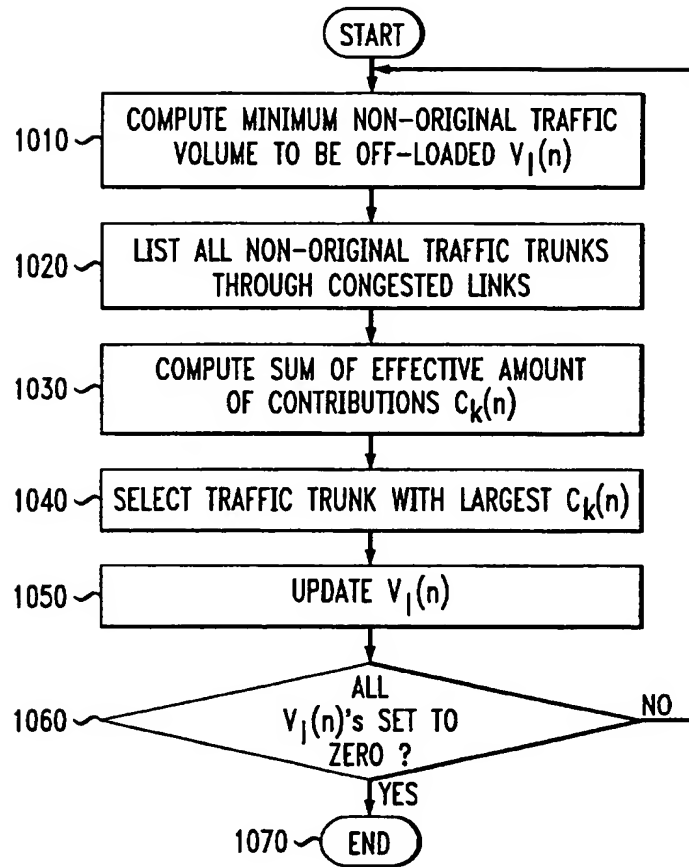 START
1010
COMPUTE MINIMUM NON-ORIGINAL TRAFFIC
VOLUME TO BE OFF-LOADED V_l(n)
1020
LIST ALL NON-ORIGINAL TRAFFIC TRUNKS
THROUGH CONGESTED LINKS
1030
COMPUTE SUM OF EFFECTIVE AMOUNT
OF CONTRIBUTIONS C_k(n)
1040
SELECT TRAFFIC TRUNK WITH LARGEST C_k(n)
1050
UPDATE V_l(n)
1060
ALL
V_l(n)'S SET TO
ZERO ?
NO
YES
1070
END